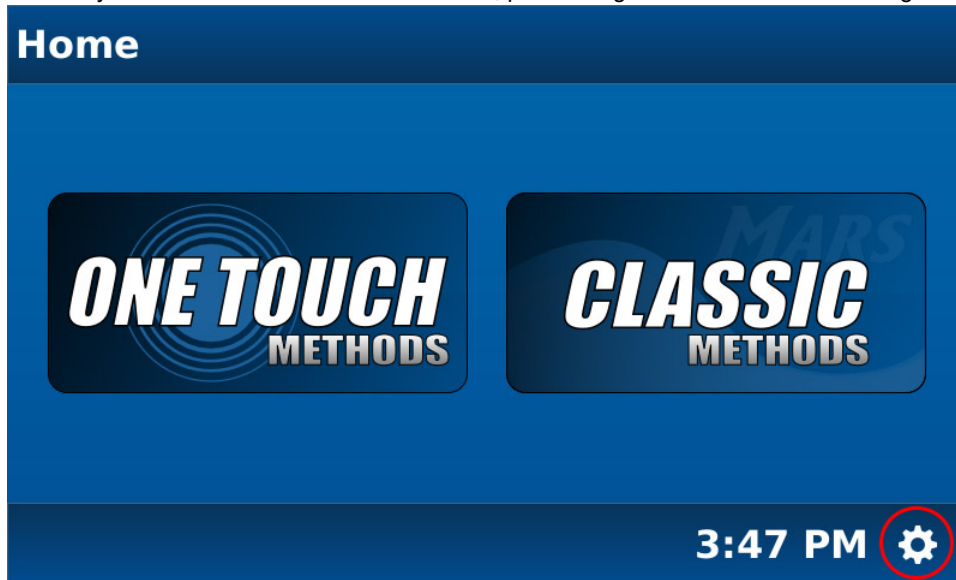 Home
ONE TOUCH
METHODS
MARS
CLASSIC
METHODS
3:47 PM